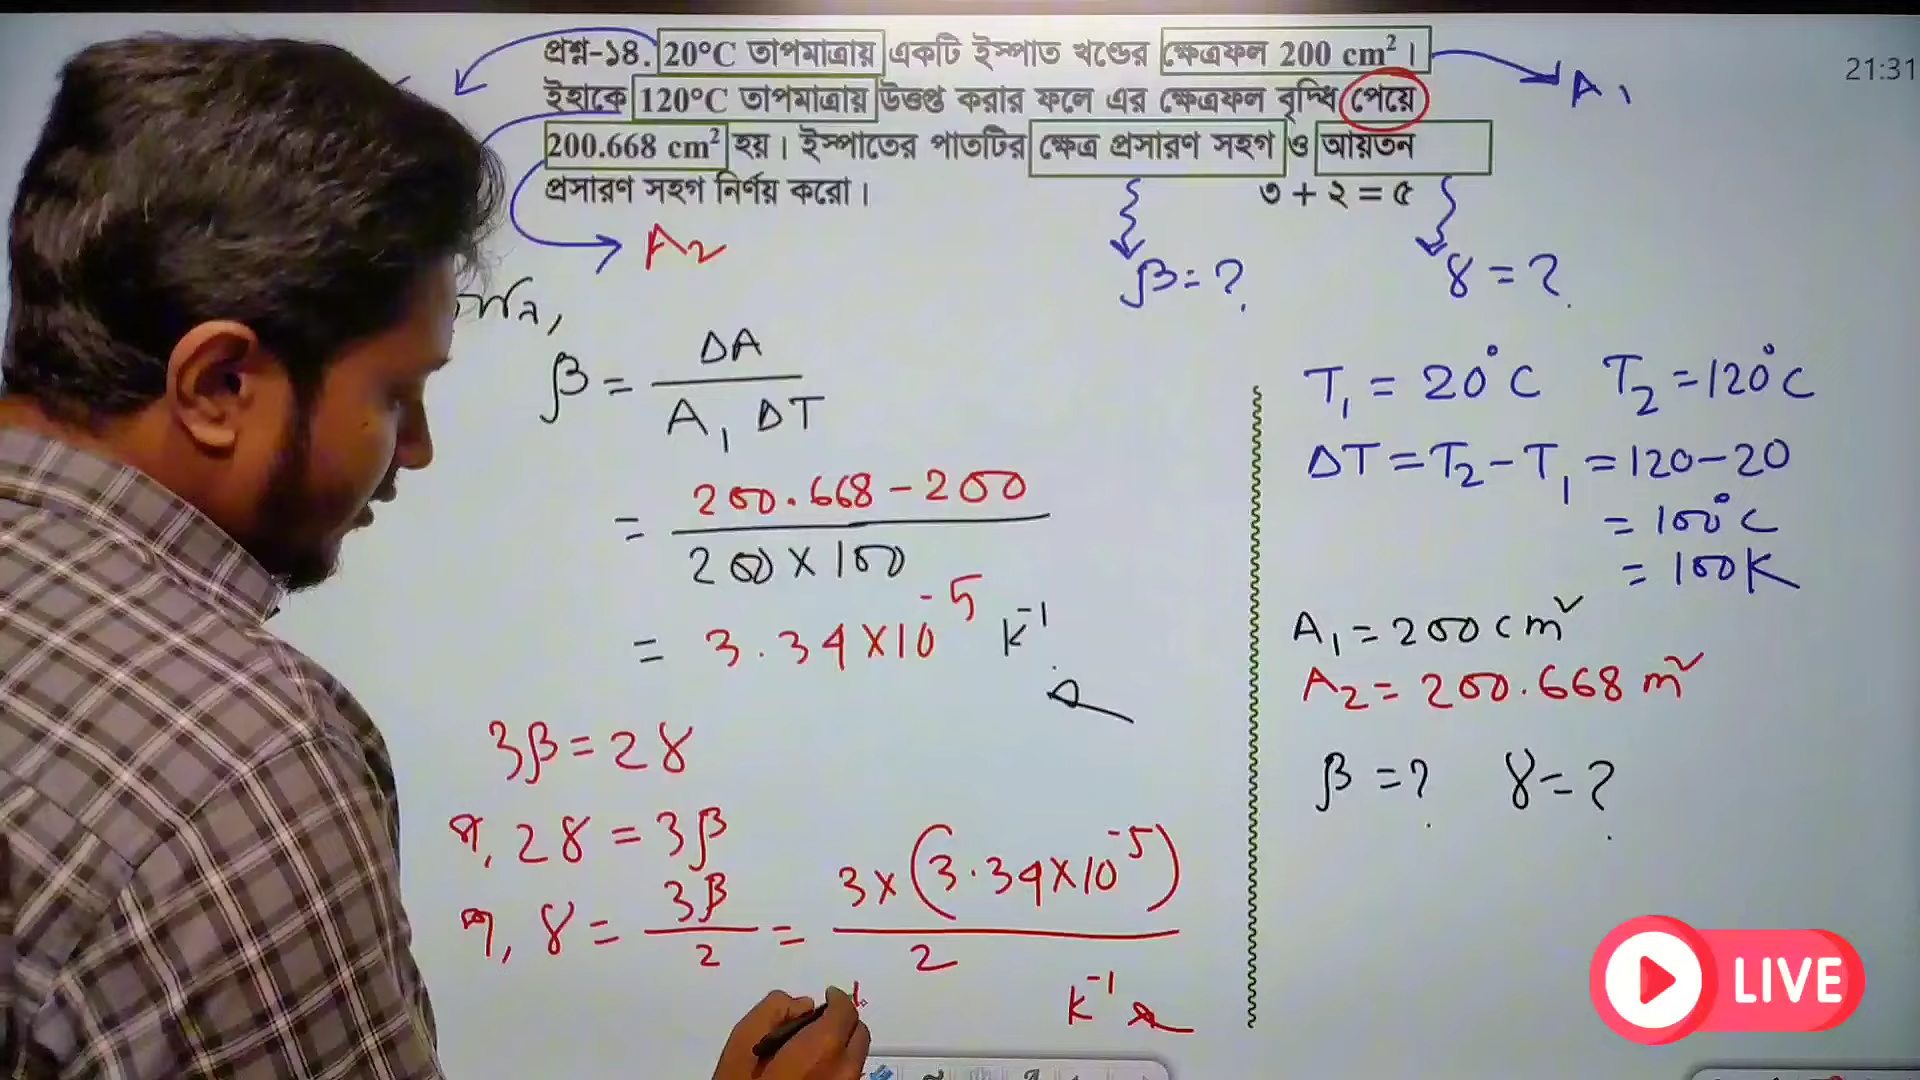 প্রশ্ন-১৪. 20°C তাপমাত্রায় একটি ইস্পাত খণ্ডের ক্ষেত্রফল 200 cm²।
ইহাকে 120°C তাপমাত্রায় উত্তপ্ত করার ফলে এর ক্ষেত্রফল বৃদ্ধি পেয়ে
200.668 cm² হয়। ইস্পাতের পাতটির ক্ষেত্র প্রসারণ সহগ ও আয়তন
প্রসারণ সহগ নির্ণয় করো।
৩ + ২ = ৫
21:31
A₁
A₂
β = ?
γ = ?
β = ΔA / A₁ ΔT
= 200.668 - 200 / 200 × 100
= 3.34 × 10⁻⁵ K⁻¹
3β = 2γ
বা, 2γ = 3β
বা, γ = 3β / 2 = 3 × (3.34 × 10⁻⁵) / 2
K⁻¹
T₁ = 20°C T₂ = 120°C
ΔT = T₂ - T₁ = 120 - 20
= 100°C
= 100K
A₁ = 200 cm²
A₂ = 200.668 m²
β = ? γ = ?
LIVE